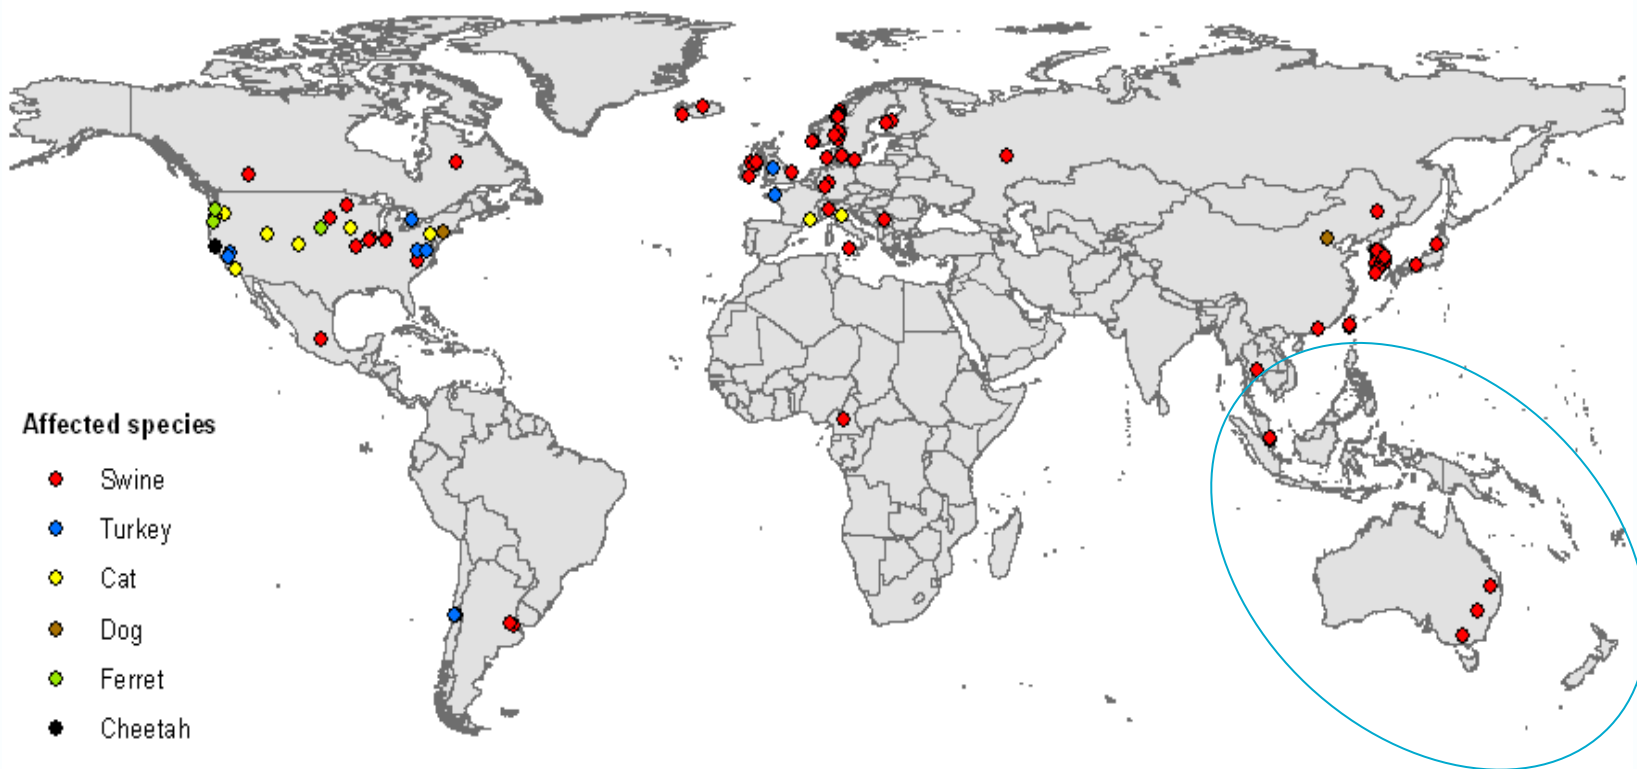 Affected species
Swine
Turkey
Cat
Dog
Ferret
Cheetah